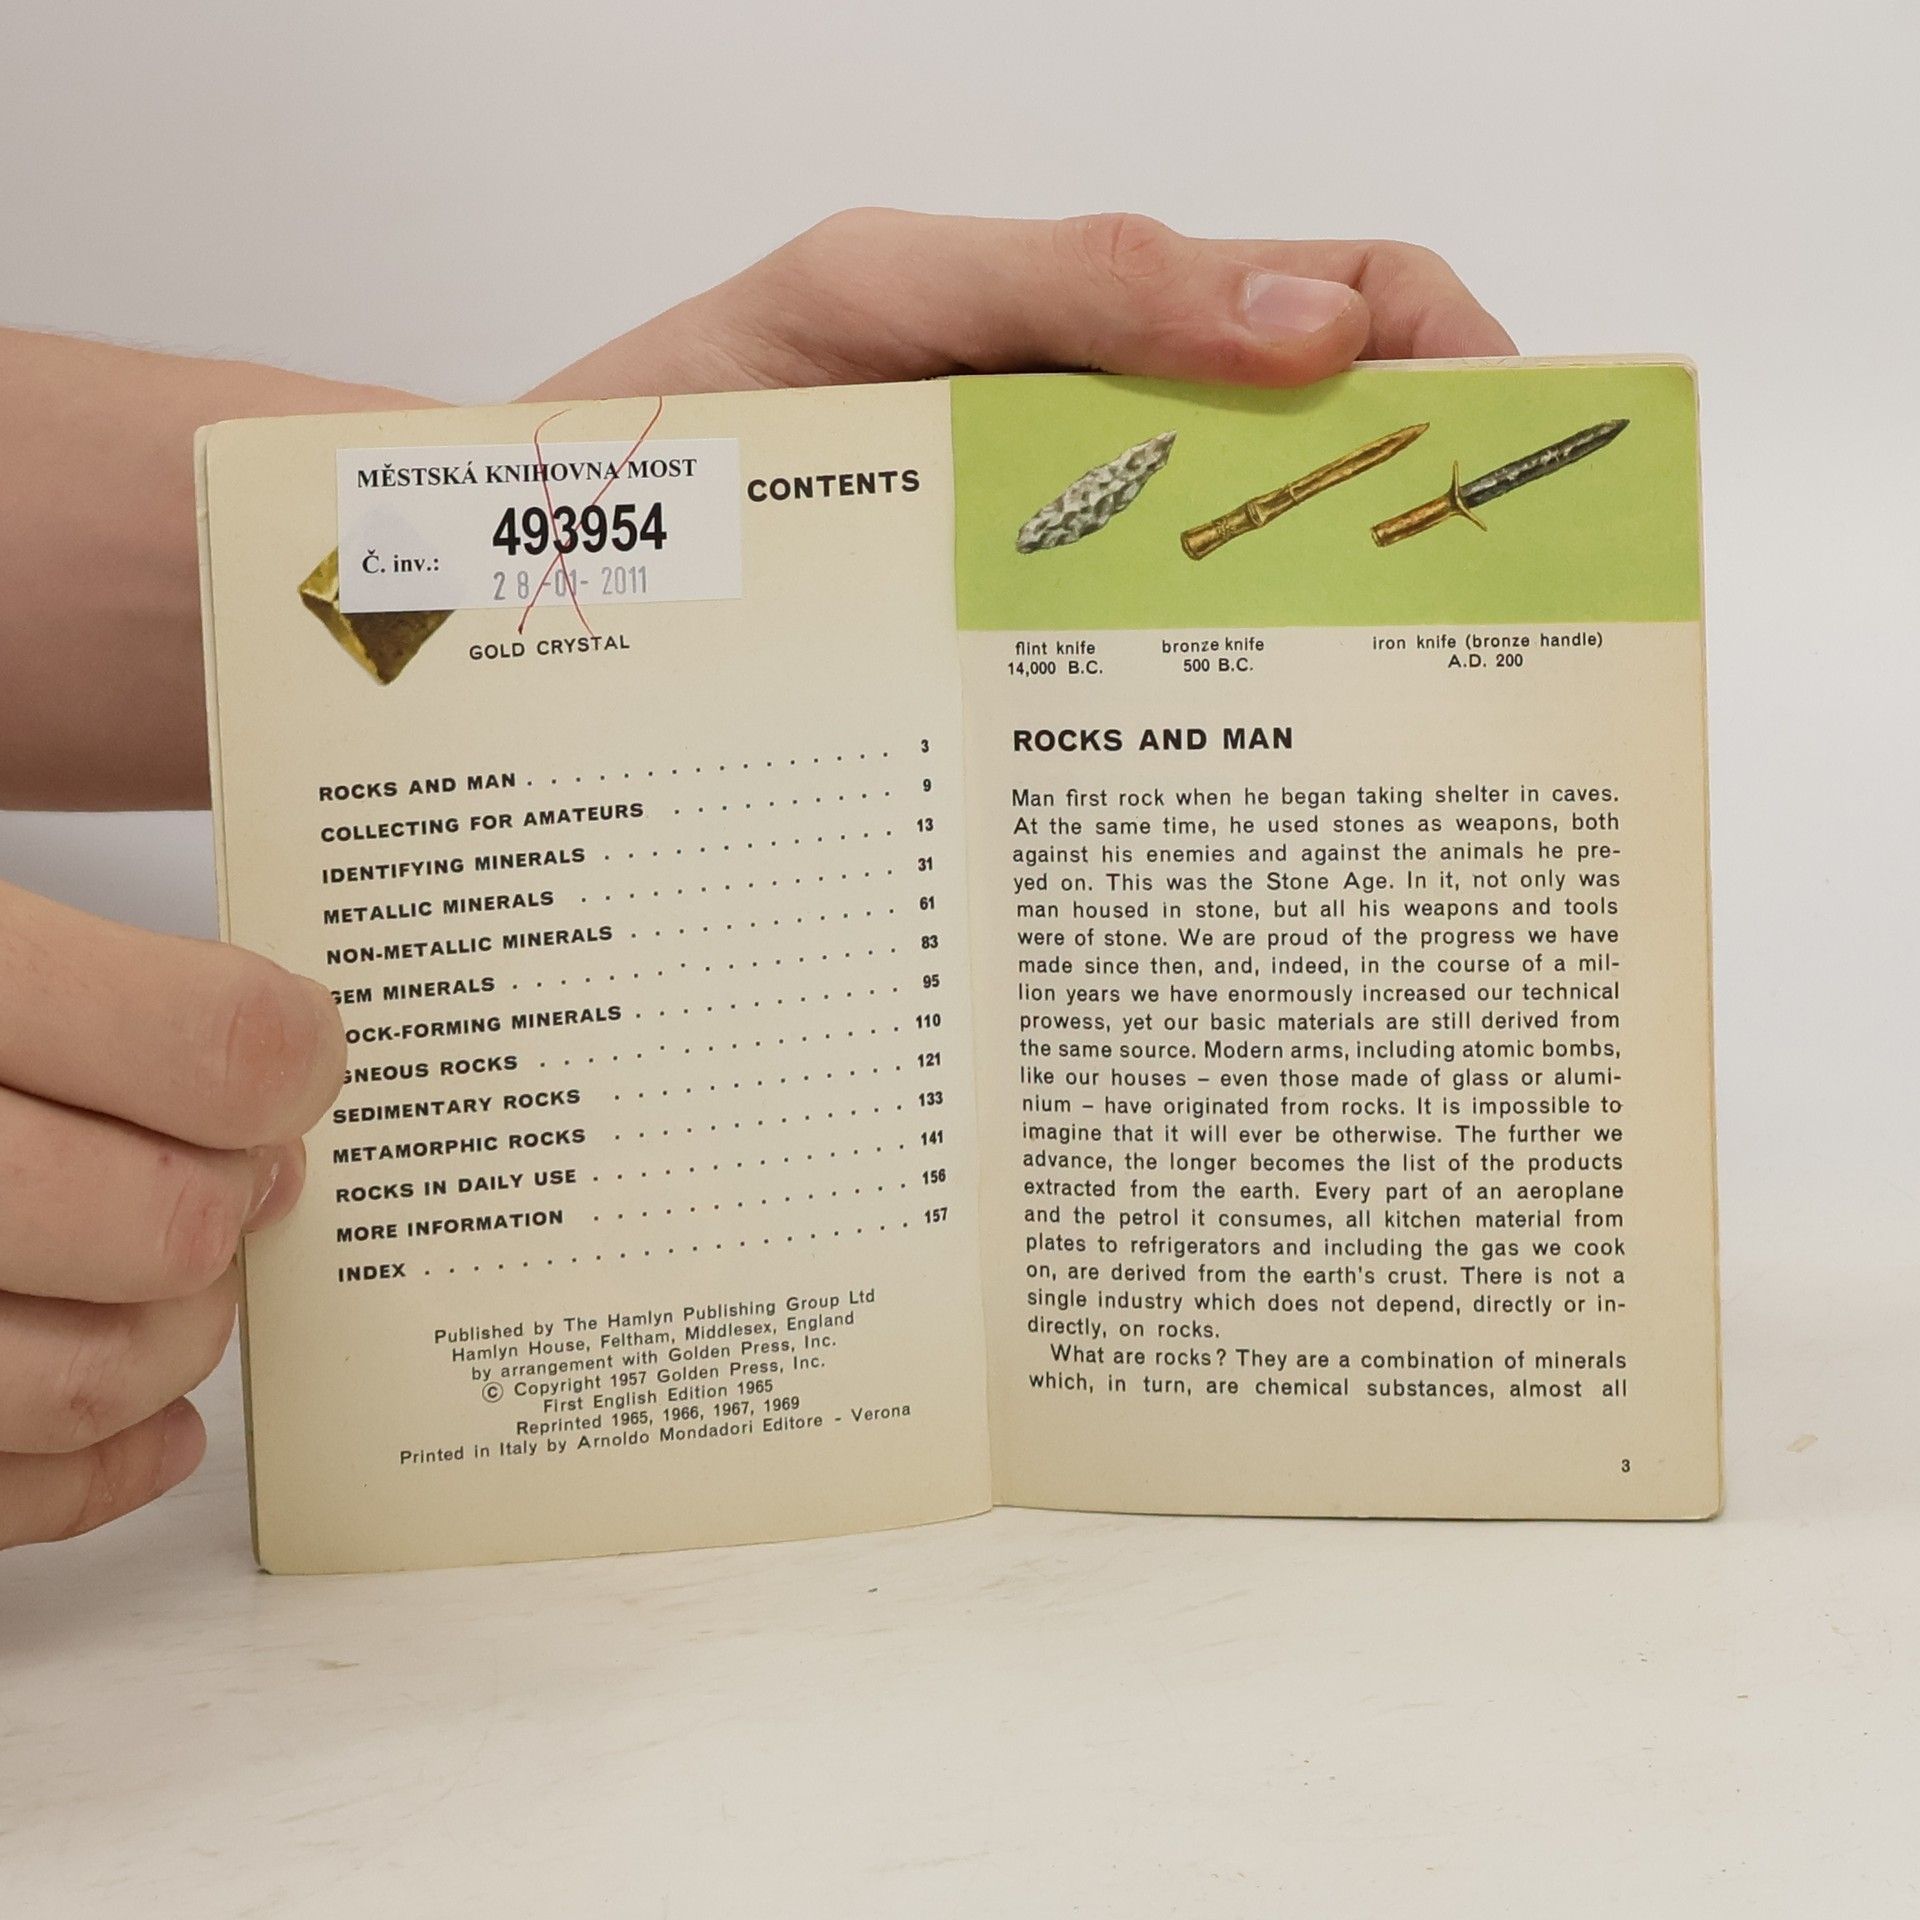 MĚSTSKÁ KNIHOVNA MOST
493954
Č. inv.:
28 -01- 2011
CONTENTS
GOLD CRYSTAL
ROCKS AND MAN . . . . . . . . . . . . . . . . 3
COLLECTING FOR AMATEURS . . . . . . . . . . 9
IDENTIFYING MINERALS . . . . . . . . . . . . . 13
METALLIC MINERALS . . . . . . . . . . . . . . 31
NON-METALLIC MINERALS . . . . . . . . . . . . 61
GEM MINERALS . . . . . . . . . . . . . . . . . 83
OCK-FORMING MINERALS . . . . . . . . . . . . 95
GNEOUS ROCKS . . . . . . . . . . . . . . . . 110
SEDIMENTARY ROCKS . . . . . . . . . . . . . 121
METAMORPHIC ROCKS . . . . . . . . . . . . . 133
ROCKS IN DAILY USE . . . . . . . . . . . . . . 141
MORE INFORMATION . . . . . . . . . . . . . . 156
INDEX . . . . . . . . . . . . . . . . . . . . . 157
Published by The Hamlyn Publishing Group Ltd
Hamlyn House, Feltham, Middlesex, England
by arrangement with Golden Press, Inc.
© Copyright 1957 Golden Press, Inc.
First English Edition 1965
Reprinted 1965, 1966, 1967, 1969
Printed in Italy by Arnoldo Mondadori Editore - Verona
flint knife
14,000 B.C.
bronze knife
500 B.C.
iron knife (bronze handle)
A.D. 200
ROCKS AND MAN
Man first rock when he began taking shelter in caves.
At the same time, he used stones as weapons, both
against his enemies and against the animals he pre-
yed on. This was the Stone Age. In it, not only was
man housed in stone, but all his weapons and tools
were of stone. We are proud of the progress we have
made since then, and, indeed, in the course of a mil-
lion years we have enormously increased our technical
prowess, yet our basic materials are still derived from
the same source. Modern arms, including atomic bombs,
like our houses – even those made of glass or alumi-
nium – have originated from rocks. It is impossible to
imagine that it will ever be otherwise. The further we
advance, the longer becomes the list of the products
extracted from the earth. Every part of an aeroplane
and the petrol it consumes, all kitchen material from
plates to refrigerators and including the gas we cook
on, are derived from the earth's crust. There is not a
single industry which does not depend, directly or in-
directly, on rocks.
What are rocks? They are a combination of minerals
which, in turn, are chemical substances, almost all
3